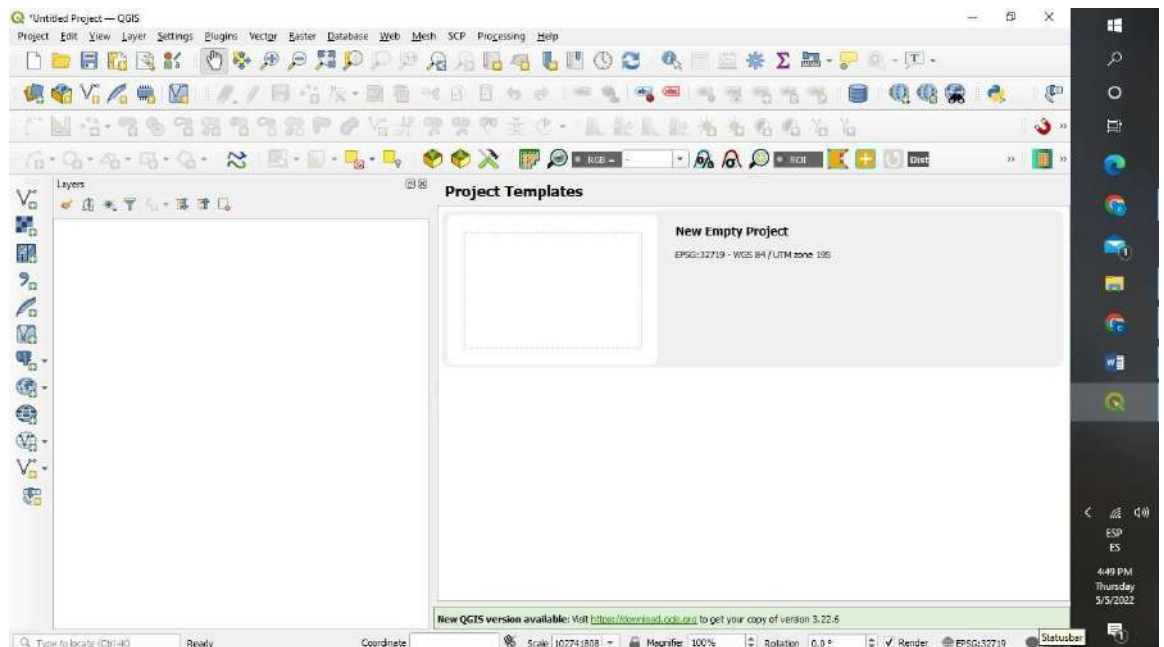 *Untitled Project — QGIS
Project Edit View Layer Settings Plugins Vector Raster Database Web Mesh SCP Processing Help
RGB = -
ROI
Dist
Layers
Project Templates
New Empty Project
EPSG:32719 - WGS 84 / UTM zone 19S
New QGIS version available: Visit https://download.qgis.org to get your copy of version 3.22.6
Type to locate (Ctrl+K) Ready Coordinate Scale 102741808 Magnifier 100% Rotation 0.0 ° Render EPSG:32719 Statusbar
ESP
ES
4:49 PM
Thursday
5/5/2022